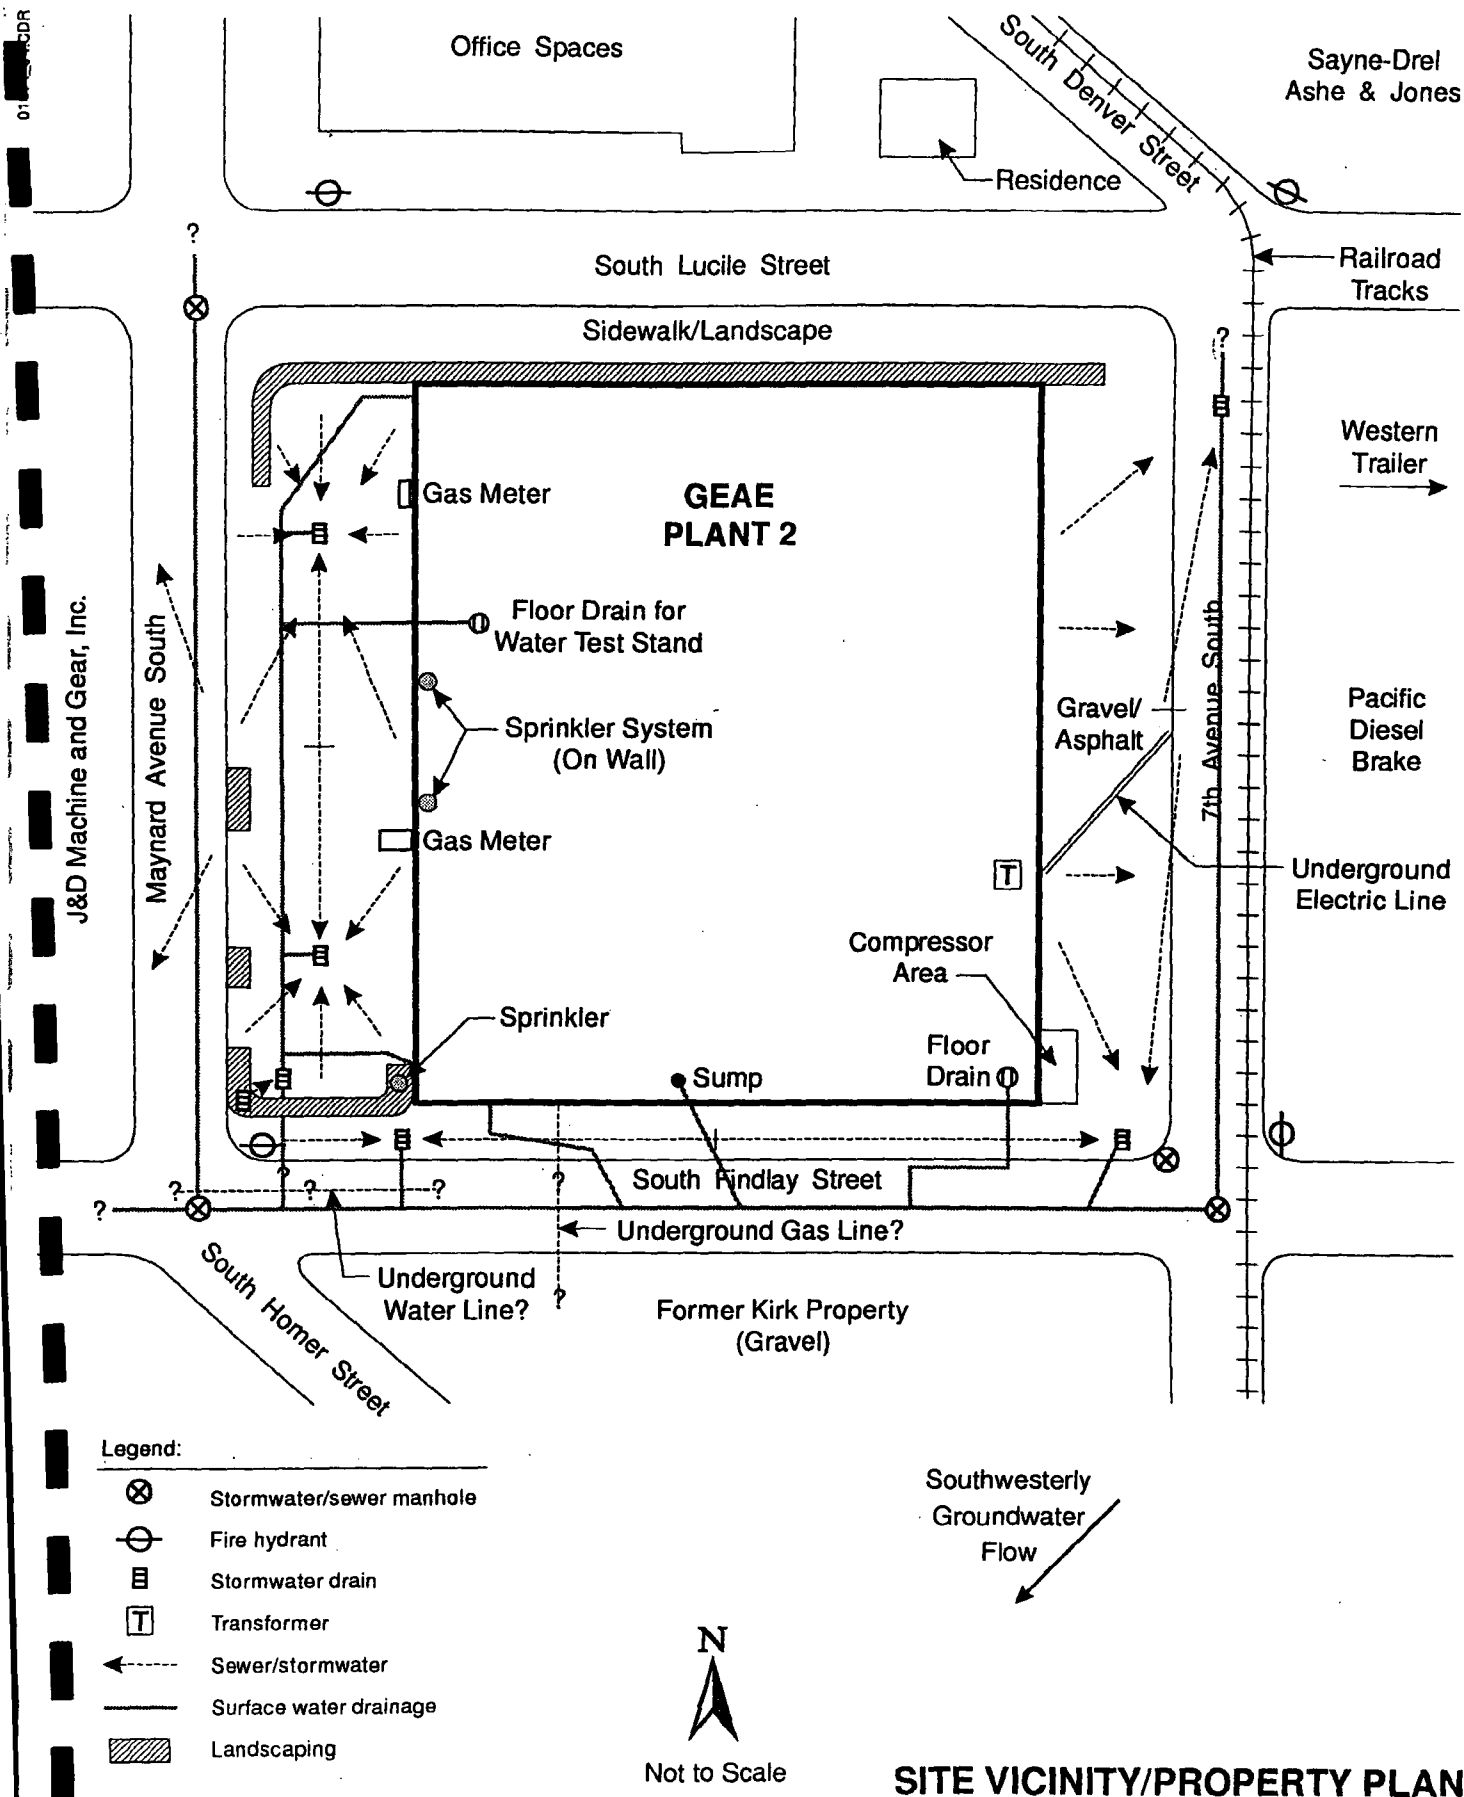 Office Spaces
South Denver Street
Sayne-Drel
Ashe & Jones
Residence
?
South Lucile Street
Railroad
Tracks
Sidewalk/Landscape
?
Western
Trailer
Gas Meter
GEAE
PLANT 2
Floor Drain for
Water Test Stand
J&D Machine and Gear, Inc.
Maynard Avenue South
Sprinkler System
(On Wall)
Gravel/
Asphalt
7th Avenue South
Pacific
Diesel
Brake
Gas Meter
T
Underground
Electric Line
Compressor
Area
Sprinkler
Floor
Drain
Sump
?
?
?
?
?
South Findlay Street
?
Underground Gas Line?
South Homer Street
Underground
Water Line?
?
Former Kirk Property
(Gravel)
Legend:
Stormwater/sewer manhole
Fire hydrant
Stormwater drain
T
Transformer
Sewer/stormwater
Surface water drainage
Landscaping
Southwesterly
Groundwater
Flow
N
Not to Scale
SITE VICINITY/PROPERTY PLAN